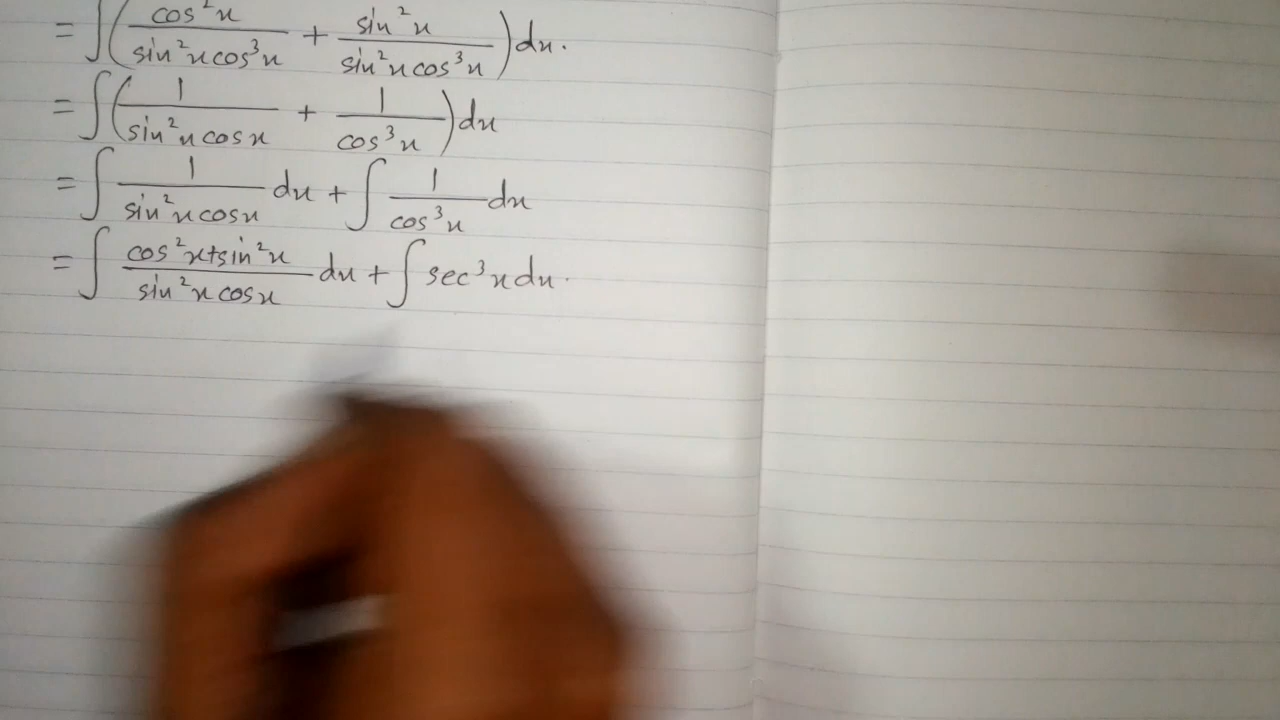 = ∫(cos²x/sin²x cos³x + sin²x/sin²x cos³x)dx.
= ∫(1/sin²x cos x + 1/cos³x)dx
= ∫ 1/sin²x cos x dx + ∫ 1/cos³x dx
= ∫ cos²x+sin²x/sin²x cos x dx + ∫ sec³x dx.